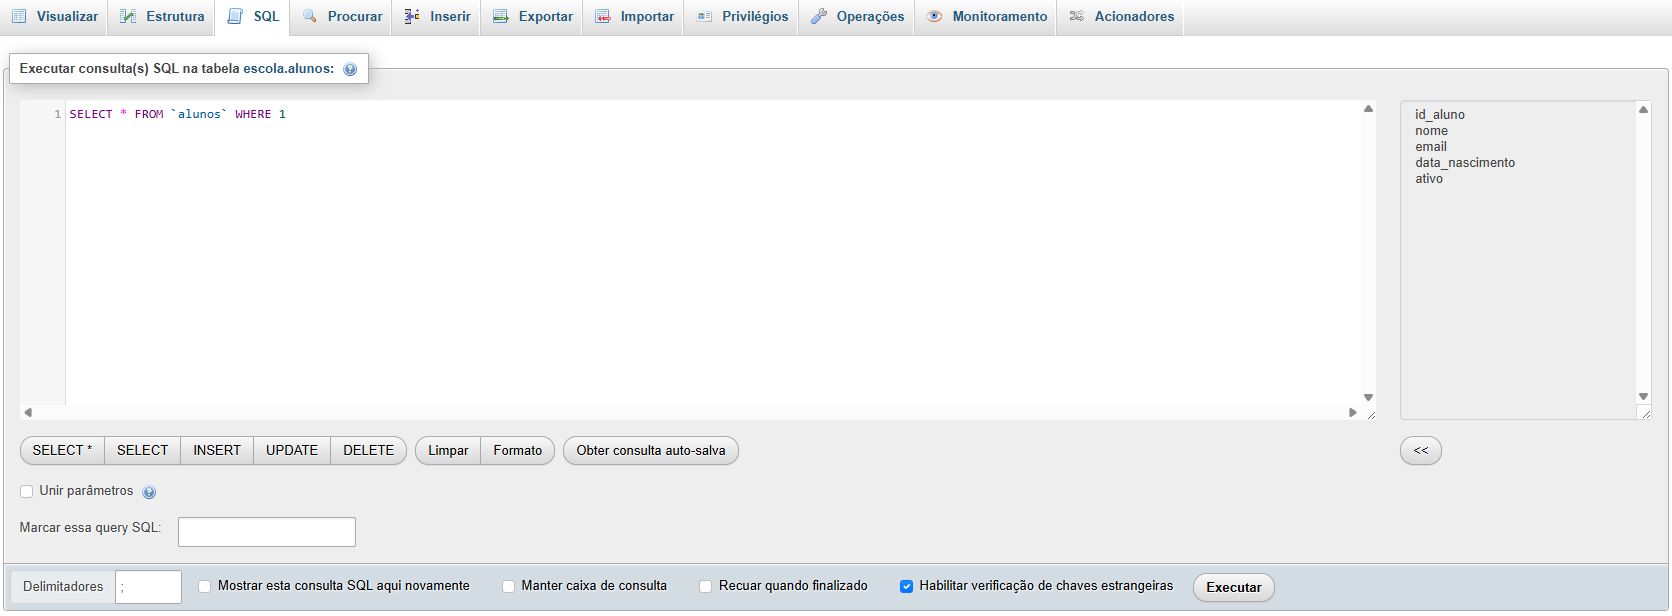 Visualizar Estrutura SQL Procurar Inserir Exportar Importar Privilégios Operações Monitoramento Acionadores
Executar consulta(s) SQL na tabela escola.alunos:
1 SELECT * FROM `alunos` WHERE 1
id_aluno
nome
email
data_nascimento
ativo
SELECT * SELECT INSERT UPDATE DELETE Limpar Formato Obter consulta auto-salva <<
Unir parâmetros
Marcar essa query SQL:
Delimitadores ; Mostrar esta consulta SQL aqui novamente Manter caixa de consulta Recuar quando finalizado Habilitar verificação de chaves estrangeiras Executar